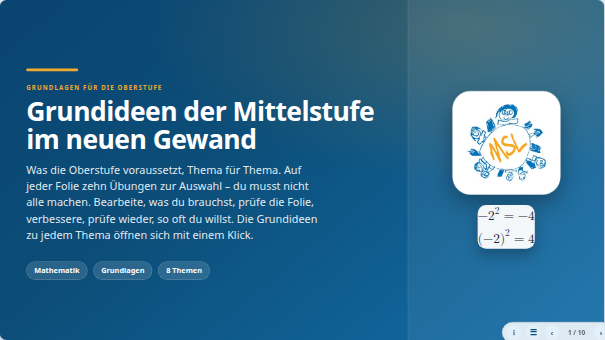 GRUNDLAGEN FÜR DIE OBERSTUFE
Grundideen der Mittelstufe
im neuen Gewand
Was die Oberstufe voraussetzt, Thema für Thema. Auf
jeder Folie zehn Übungen zur Auswahl – du musst nicht
alle machen. Bearbeite, was du brauchst, prüfe die Folie,
verbessere, prüfe wieder, so oft du willst. Die Grundideen
zu jedem Thema öffnen sich mit einem Klick.
Mathematik Grundlagen 8 Themen
MSL
−2² = −4
(−2)² = 4
1 / 10